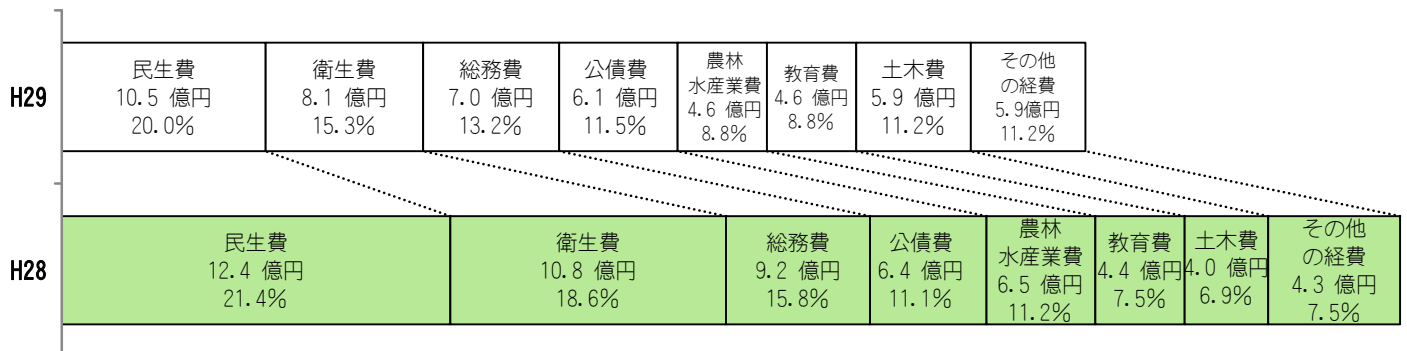 H29
民生費
10.5 億円
20.0%
衛生費
8.1 億円
15.3%
総務費
7.0 億円
13.2%
公債費
6.1 億円
11.5%
農林
水産業費
4.6 億円
8.8%
教育費
4.6 億円
8.8%
土木費
5.9 億円
11.2%
その他
の経費
5.9億円
11.2%
H28
民生費
12.4 億円
21.4%
衛生費
10.8 億円
18.6%
総務費
9.2 億円
15.8%
公債費
6.4 億円
11.1%
農林
水産業費
6.5 億円
11.2%
教育費
4.4 億円
7.5%
土木費
4.0 億円
6.9%
その他
の経費
4.3 億円
7.5%